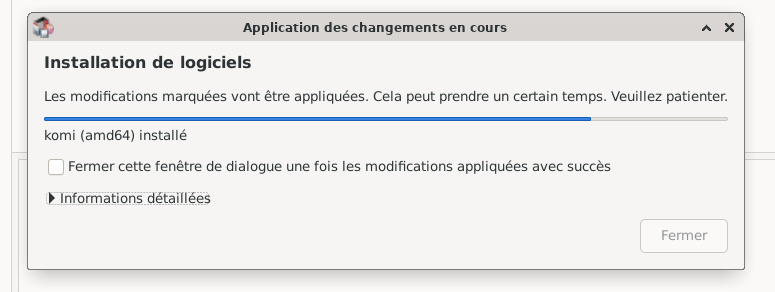 Application des changements en cours
Installation de logiciels
Les modifications marquées vont être appliquées. Cela peut prendre un certain temps. Veuillez patienter.
komi (amd64) installé
Fermer cette fenêtre de dialogue une fois les modifications appliquées avec succès
Informations détaillées
Fermer